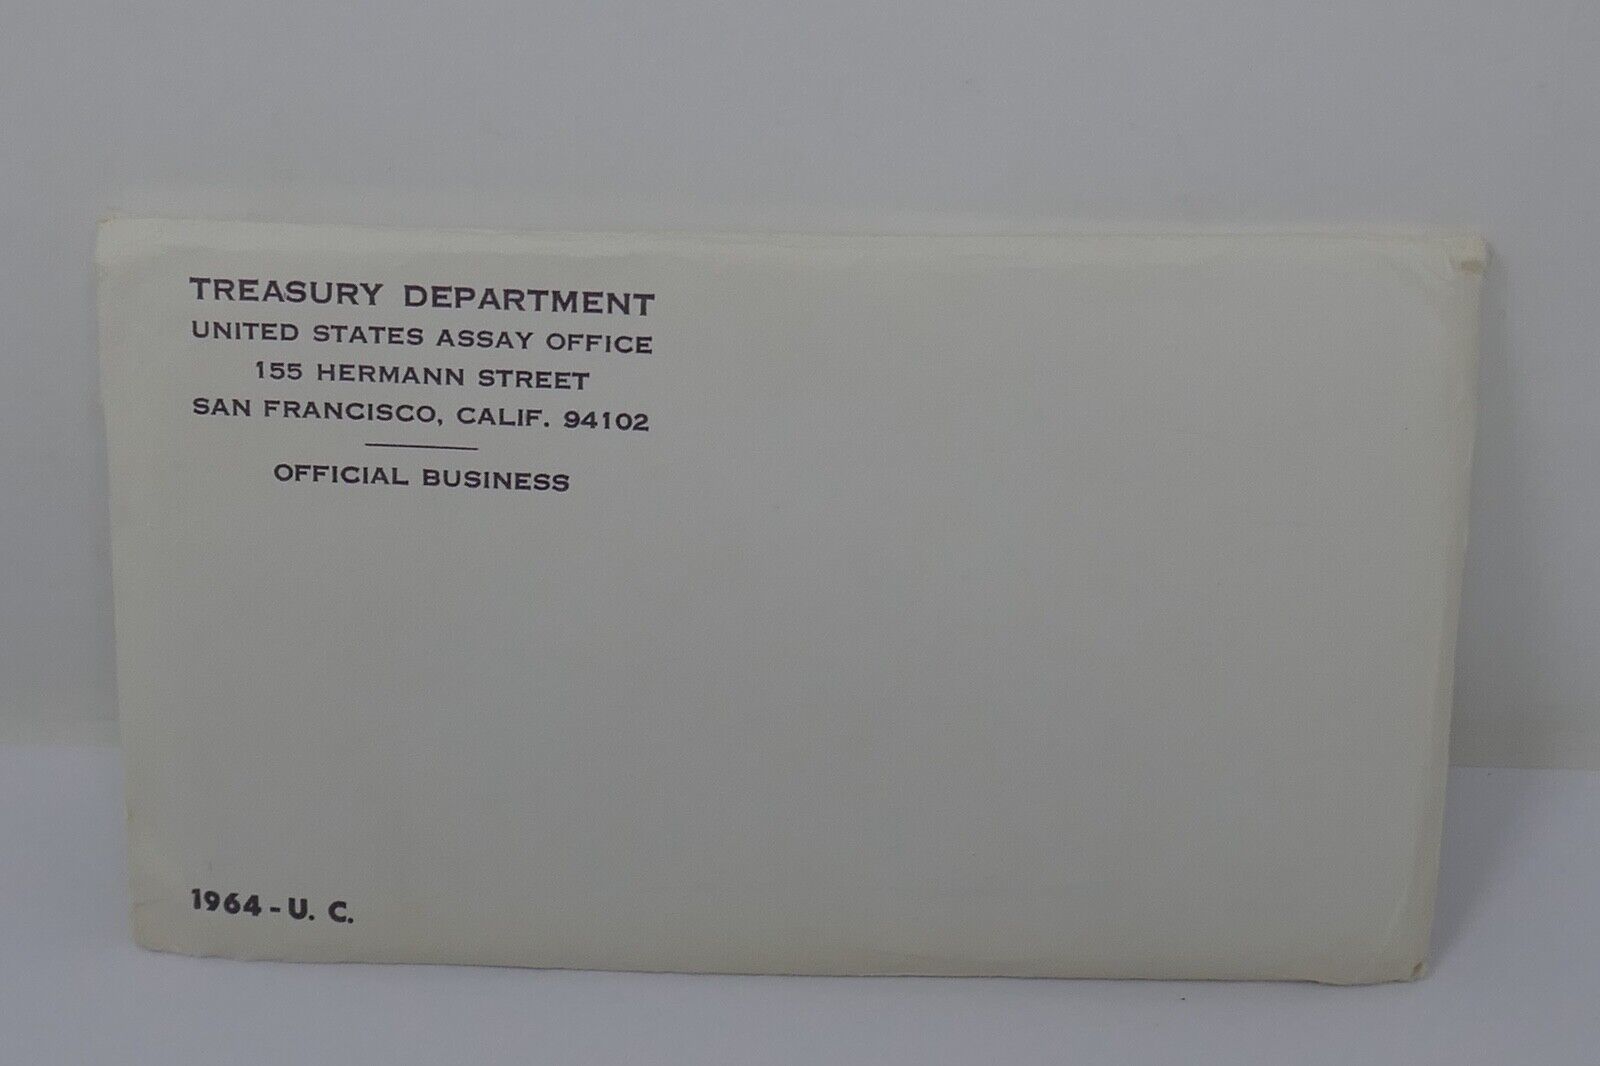 TREASURY DEPARTMENT
UNITED STATES ASSAY OFFICE
155 HERMANN STREET
SAN FRANCISCO, CALIF. 94102
OFFICIAL BUSINESS
1964 - U. C.